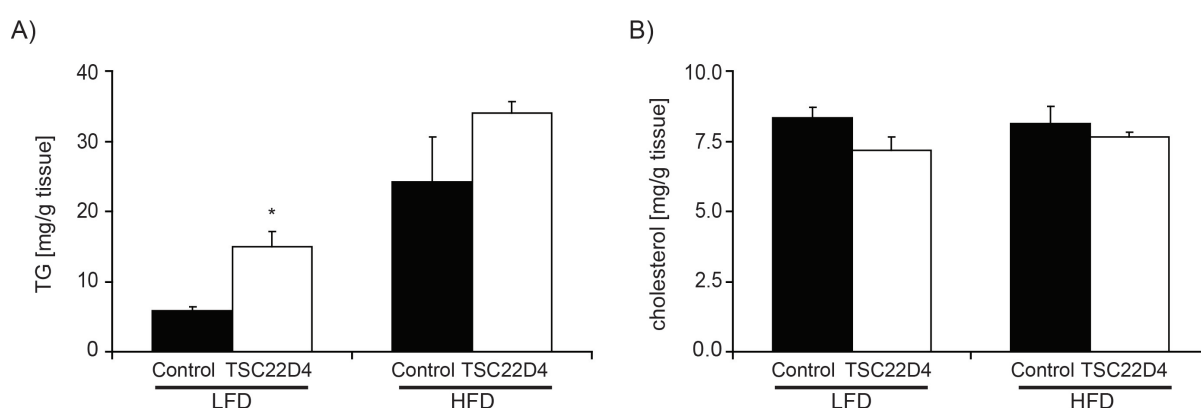 A)
TG [mg/g tissue]
40
30
20
10
0
*
Control TSC22D4 Control TSC22D4
LFD HFD
B)
cholesterol [mg/g tissue]
10.0
7.5
5.0
2.5
0.0
Control TSC22D4 Control TSC22D4
LFD HFD